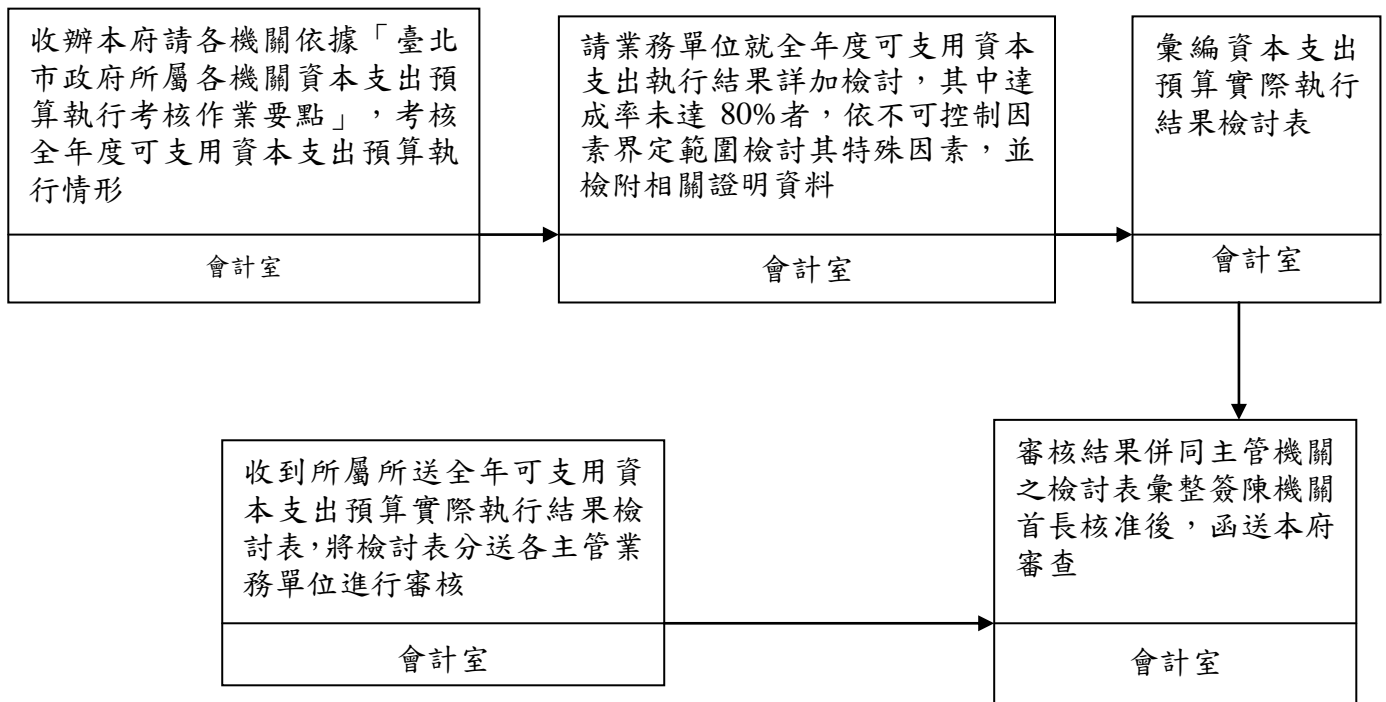 收辦本府請各機關依據「臺北
市政府所屬各機關資本支出預
算執行考核作業要點」，考核
全年度可支用資本支出預算執
行情形
會計室
請業務單位就全年度可支用資本
支出執行結果詳加檢討，其中達
成率未達 80%者，依不可控制因
素界定範圍檢討其特殊因素，並
檢附相關證明資料
會計室
彙編資本支出
預算實際執行
結果檢討表
會計室
收到所屬所送全年可支用資
本支出預算實際執行結果檢
討表，將檢討表分送各主管業
務單位進行審核
會計室
審核結果併同主管機關
之檢討表彙整簽陳機關
首長核准後，函送本府
審查
會計室